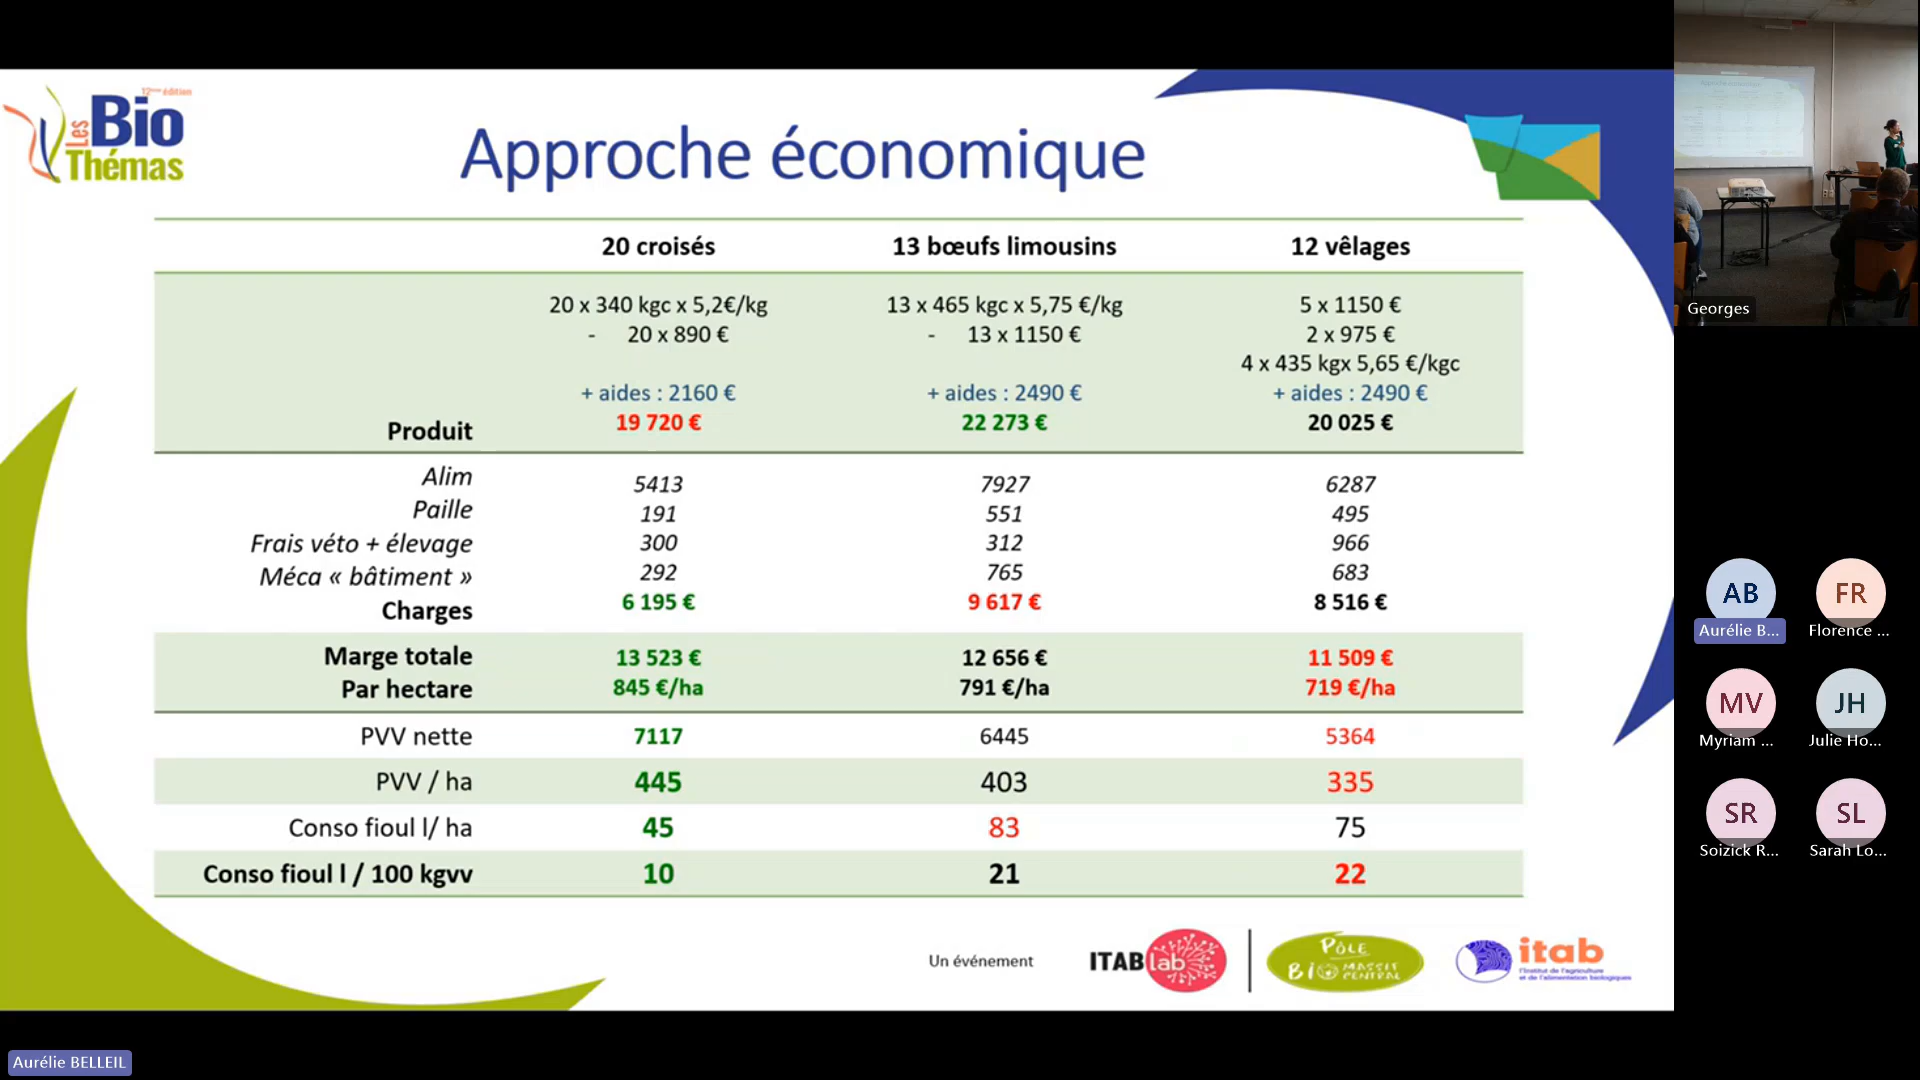 12ème édition
Les
Bio
Thémas
Approche économique
20 croisés 13 bœufs limousins 12 vêlages
20 x 340 kgc x 5,2€/kg 13 x 465 kgc x 5,75 €/kg 5 x 1150 €
- 20 x 890 € - 13 x 1150 € 2 x 975 €
4 x 435 kgx 5,65 €/kgc
+ aides : 2160 € + aides : 2490 € + aides : 2490 €
Produit 19 720 € 22 273 € 20 025 €
Alim 5413 7927 6287
Paille 191 551 495
Frais véto + élevage 300 312 966
Méca « bâtiment » 292 765 683
Charges 6 195 € 9 617 € 8 516 €
Marge totale 13 523 € 12 656 € 11 509 €
Par hectare 845 €/ha 791 €/ha 719 €/ha
PVV nette 7117 6445 5364
PVV / ha 445 403 335
Conso fioul l/ ha 45 83 75
Conso fioul l / 100 kgvv 10 21 22
Un événement
ITAB lab
PÔLE
BIO MASSIF CENTRAL
itab
l'Institut de l'agriculture
et de l'alimentation biologiques
Aurélie BELLEIL
Georges
AB FR
Aurélie B... Florence ...
MV JH
Myriam ... Julie Ho...
SR SL
Soizick R... Sarah Lo...